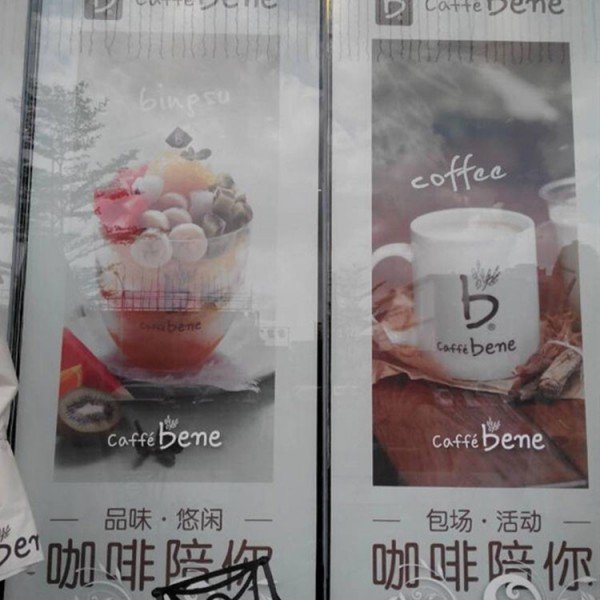 Caffé bene
bingsu
Caffé bene
Caffé bene
品味·悠闲
咖啡陪你
Caffé bene
coffee
b
Caffé bene
Caffé bene
包场·活动
咖啡陪你